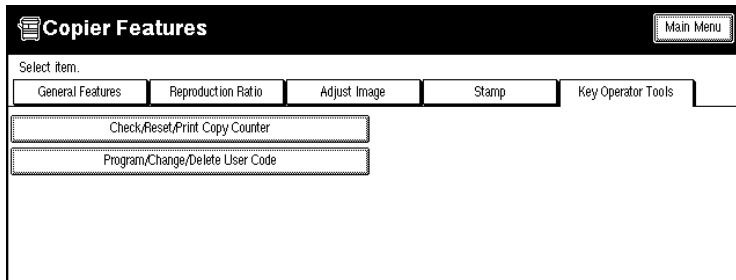 Copier Features
Main Menu
Select item.
General Features
Reproduction Ratio
Adjust Image
Stamp
Key Operator Tools
Check/Reset/Print Copy Counter
Program/Change/Delete User Code